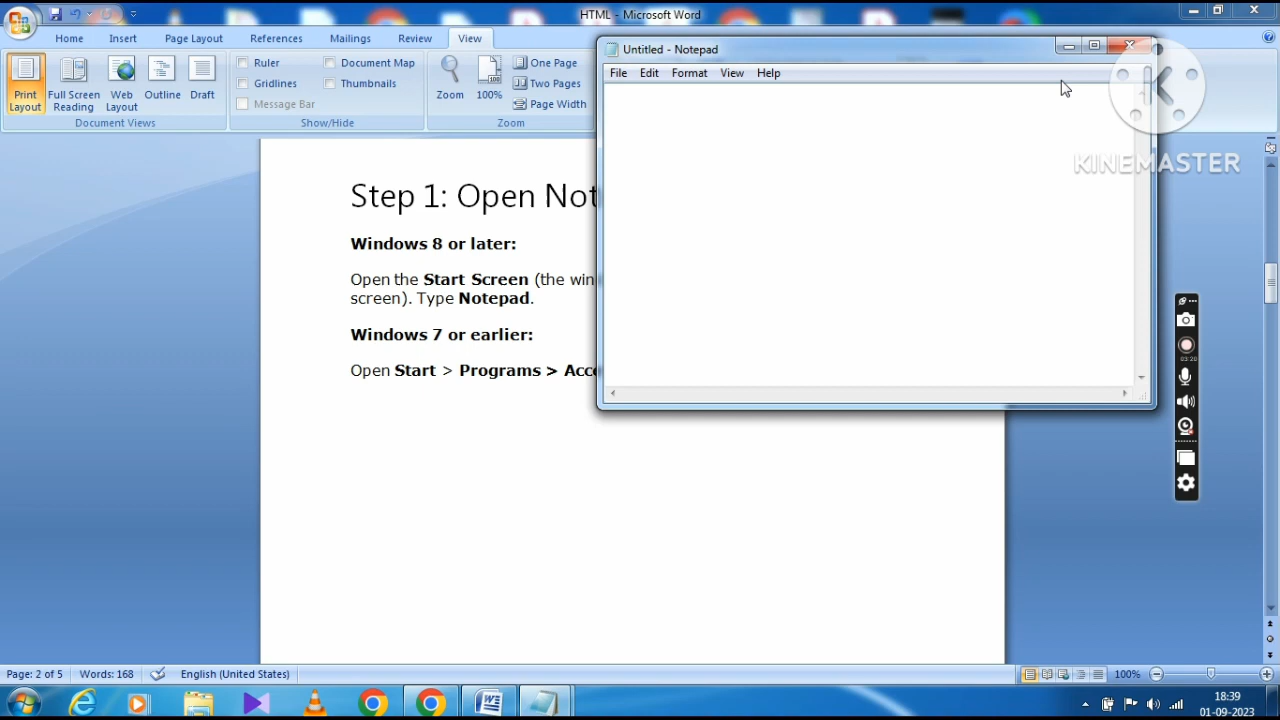 HTML - Microsoft Word
Home Insert Page Layout References Mailings Review View
Print Layout
Full Screen Reading
Web Layout
Outline
Draft
Document Views
Ruler
Gridlines
Message Bar
Document Map
Thumbnails
Show/Hide
Zoom
100%
One Page
Two Pages
Page Width
Zoom
Untitled - Notepad
File Edit Format View Help
KINEMASTER
Step 1: Open Not
Windows 8 or later:
Open the Start Screen (the win
screen). Type Notepad.
Windows 7 or earlier:
Open Start > Programs > Acce
03:20
Page: 2 of 5 Words: 168 English (United States) 100%
18:39
01-09-2023